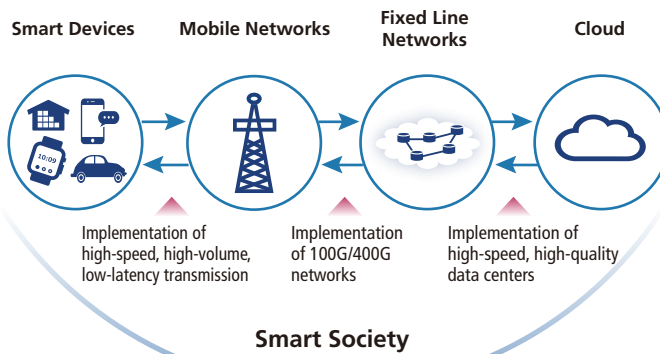 Smart Devices
Mobile Networks
Fixed Line
Networks
Cloud
10:09
Implementation of
high-speed, high-volume,
low-latency transmission
Implementation
of 100G/400G
networks
Implementation of
high-speed, high-quality
data centers
Smart Society